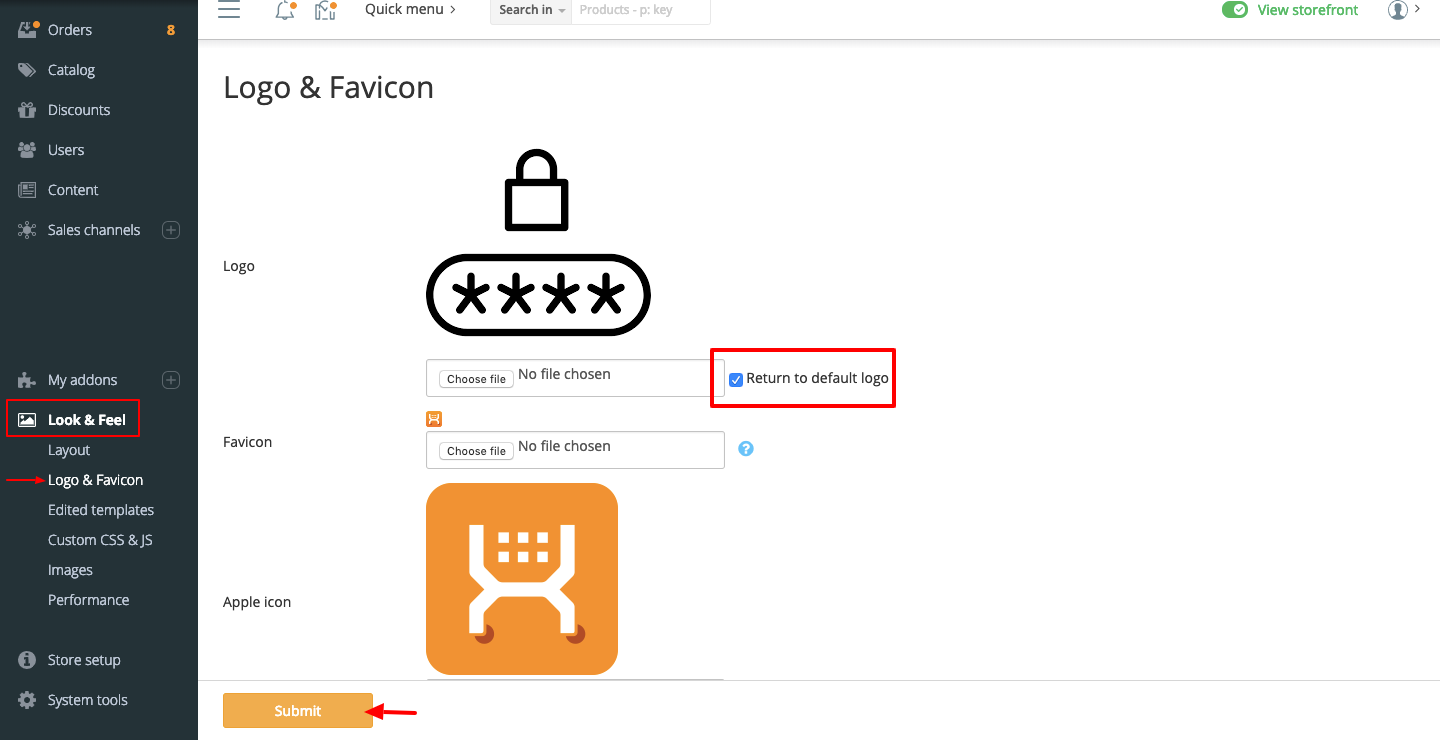 Orders 8
Catalog
Discounts
Users
Content
Sales channels
My addons
Look & Feel
Layout
Logo & Favicon
Edited templates
Custom CSS & JS
Images
Performance
Store setup
System tools
Quick menu
Search in
Products - p: key
View storefront
Logo & Favicon
Logo
****
Choose file No file chosen
Return to default logo
Favicon
Choose file No file chosen
?
Apple icon
Submit